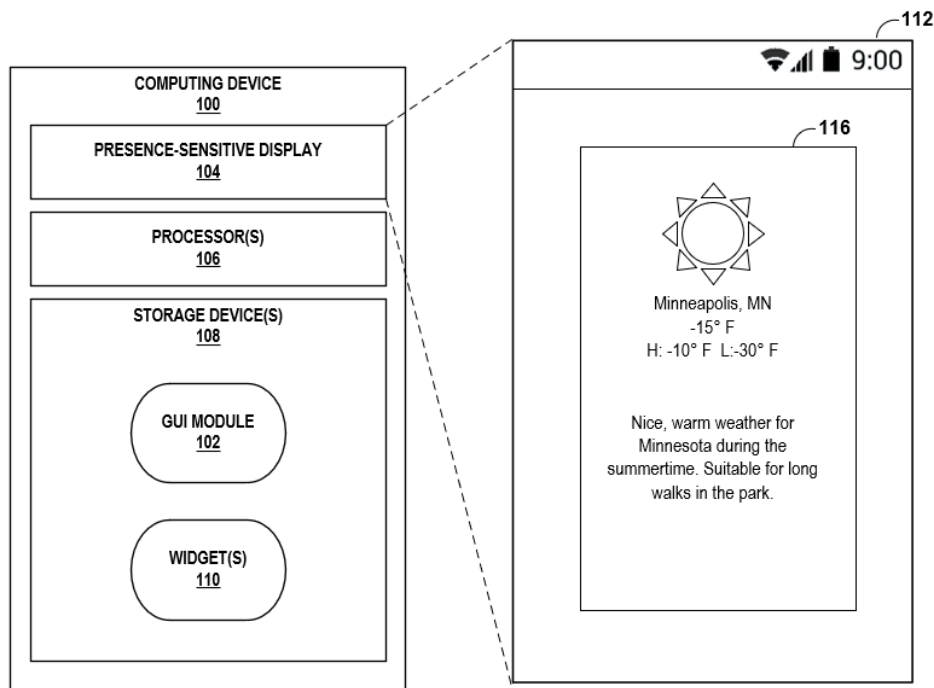 COMPUTING DEVICE
100
PRESENCE-SENSITIVE DISPLAY
104
PROCESSOR(S)
106
STORAGE DEVICE(S)
108
GUI MODULE
102
WIDGET(S)
110
112
9:00
116
Minneapolis, MN
-15° F
H: -10° F L:-30° F
Nice, warm weather for
Minnesota during the
summertime. Suitable for long
walks in the park.